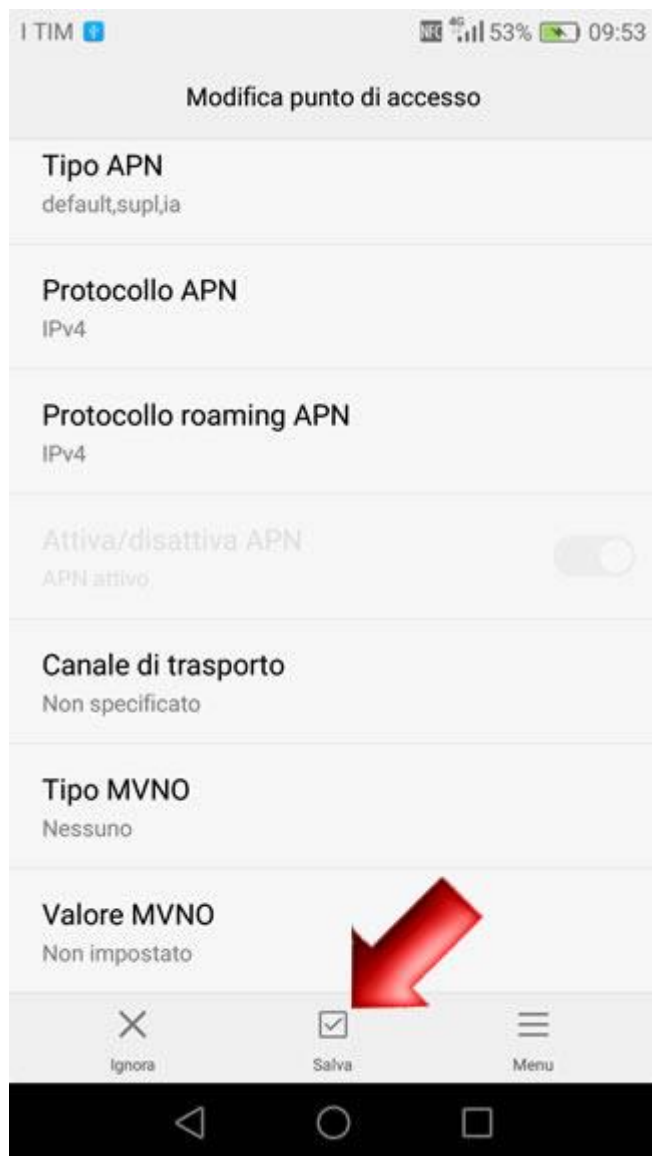 I TIM NFC 4G 53% 09:53
Modifica punto di accesso
Tipo APN
default,supl,ia
Protocollo APN
IPv4
Protocollo roaming APN
IPv4
Attiva/disattiva APN
APN attivo
Canale di trasporto
Non specificato
Tipo MVNO
Nessuno
Valore MVNO
Non impostato
Ignora Salva Menu